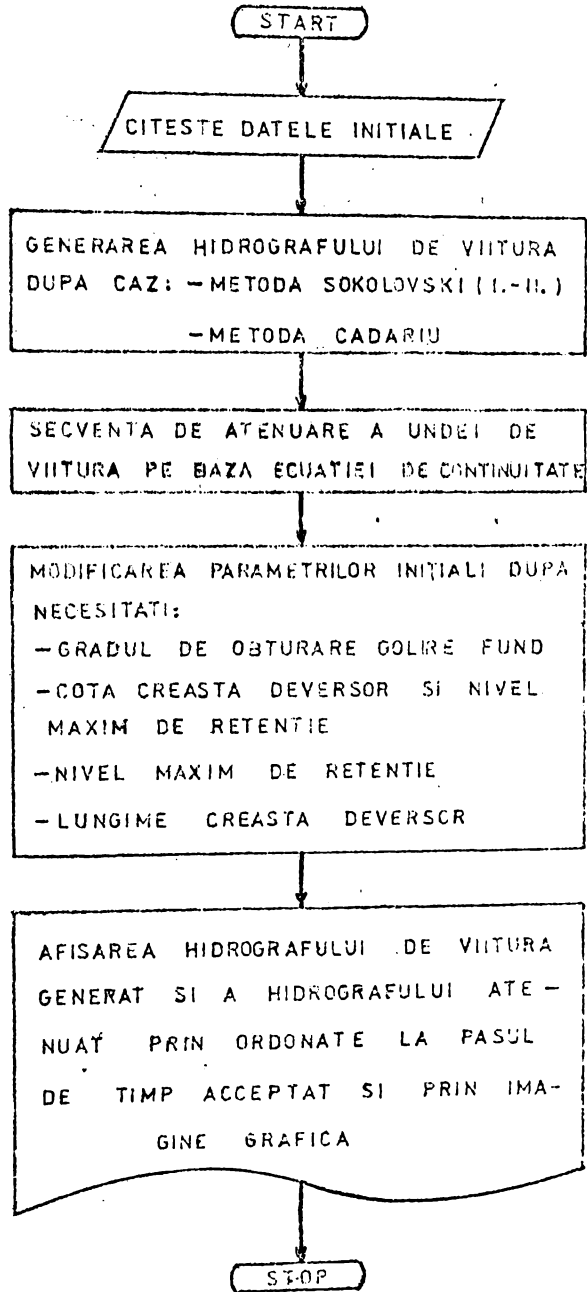 START
CITESTE DATELE INITIALE
GENERAREA HIDROGRAFULUI DE VIITURA
DUPA CAZ: - METODA SOKOLOVSKI (I.-II.)
- METODA CADARIU
SECVENTA DE ATENUARE A UNDEI DE
VIITURA PE BAZA ECUATIEI DE CONTINUITATE
MODIFICAREA PARAMETRILOR INITIALI DUPA
NECESITATI:
- GRADUL DE OBTURARE GOLIRE FUND
- COTA CREASTA DEVERSOR SI NIVEL
MAXIM DE RETENTIE
- NIVEL MAXIM DE RETENTIE
- LUNGIME CREASTA DEVERSOR
AFISAREA HIDROGRAFULUI DE VIITURA
GENERAT SI A HIDROGRAFULUI ATE-
NUAT PRIN ORDONATE LA PASUL
DE TIMP ACCEPTAT SI PRIN IMA-
GINE GRAFICA
STOP